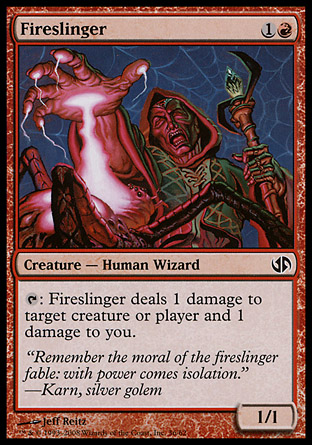 Fireslinger 1
Creature — Human Wizard
: Fireslinger deals 1 damage to
target creature or player and 1
damage to you.
“Remember the moral of the fireslinger
fable: with power comes isolation.”
—Karn, silver golem
Jeff Reitz
1/1